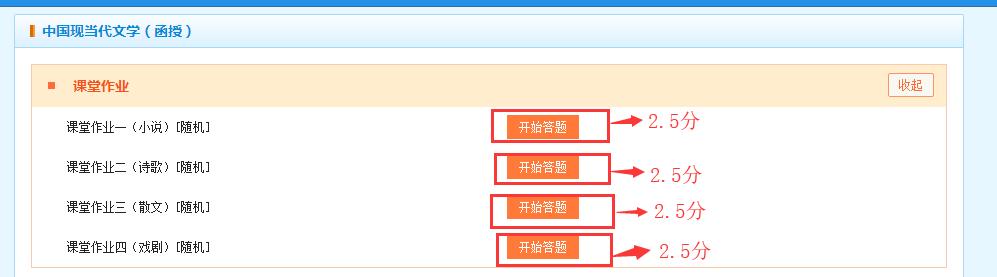 中国现当代文学（函授）
课堂作业 收起
课堂作业一（小说）[随机] 开始答题 2.5分
课堂作业二（诗歌）[随机] 开始答题 2.5分
课堂作业三（散文）[随机] 开始答题 2.5分
课堂作业四（戏剧）[随机] 开始答题 2.5分